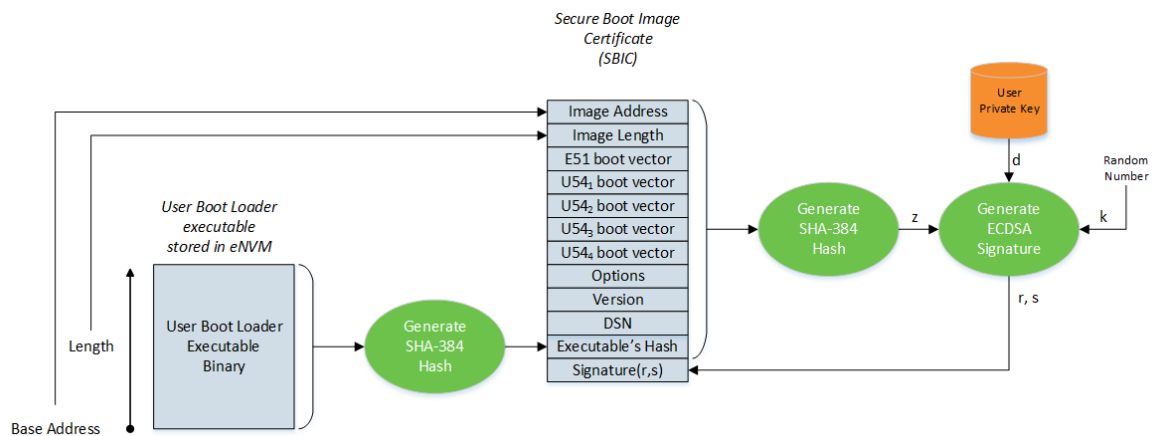 Secure Boot Image
Certificate
(SBIC)
Image Address
Image Length
E51 boot vector
U54₁ boot vector
U54₂ boot vector
U54₃ boot vector
U54₄ boot vector
Options
Version
DSN
Executable's Hash
Signature(r,s)
User Boot Loader
executable
stored in eNVM
User Boot Loader
Executable
Binary
Length
Base Address
Generate
SHA-384
Hash
Generate
SHA-384
Hash
z
User
Private Key
d
Random
Number
k
Generate
ECDSA
Signature
r, s